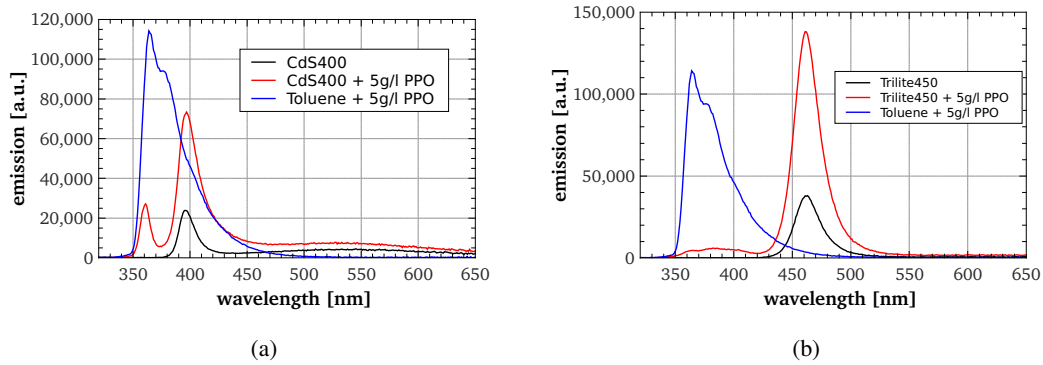 120,000
100,000
80,000
60,000
40,000
20,000
0
emission [a.u.]
CdS400
CdS400 + 5g/l PPO
Toluene + 5g/l PPO
350 400 450 500 550 600 650
wavelength [nm]
(a)
150,000
100,000
50,000
0
emission [a.u.]
Trilite450
Trilite450 + 5g/l PPO
Toluene + 5g/l PPO
350 400 450 500 550 600 650
wavelength [nm]
(b)